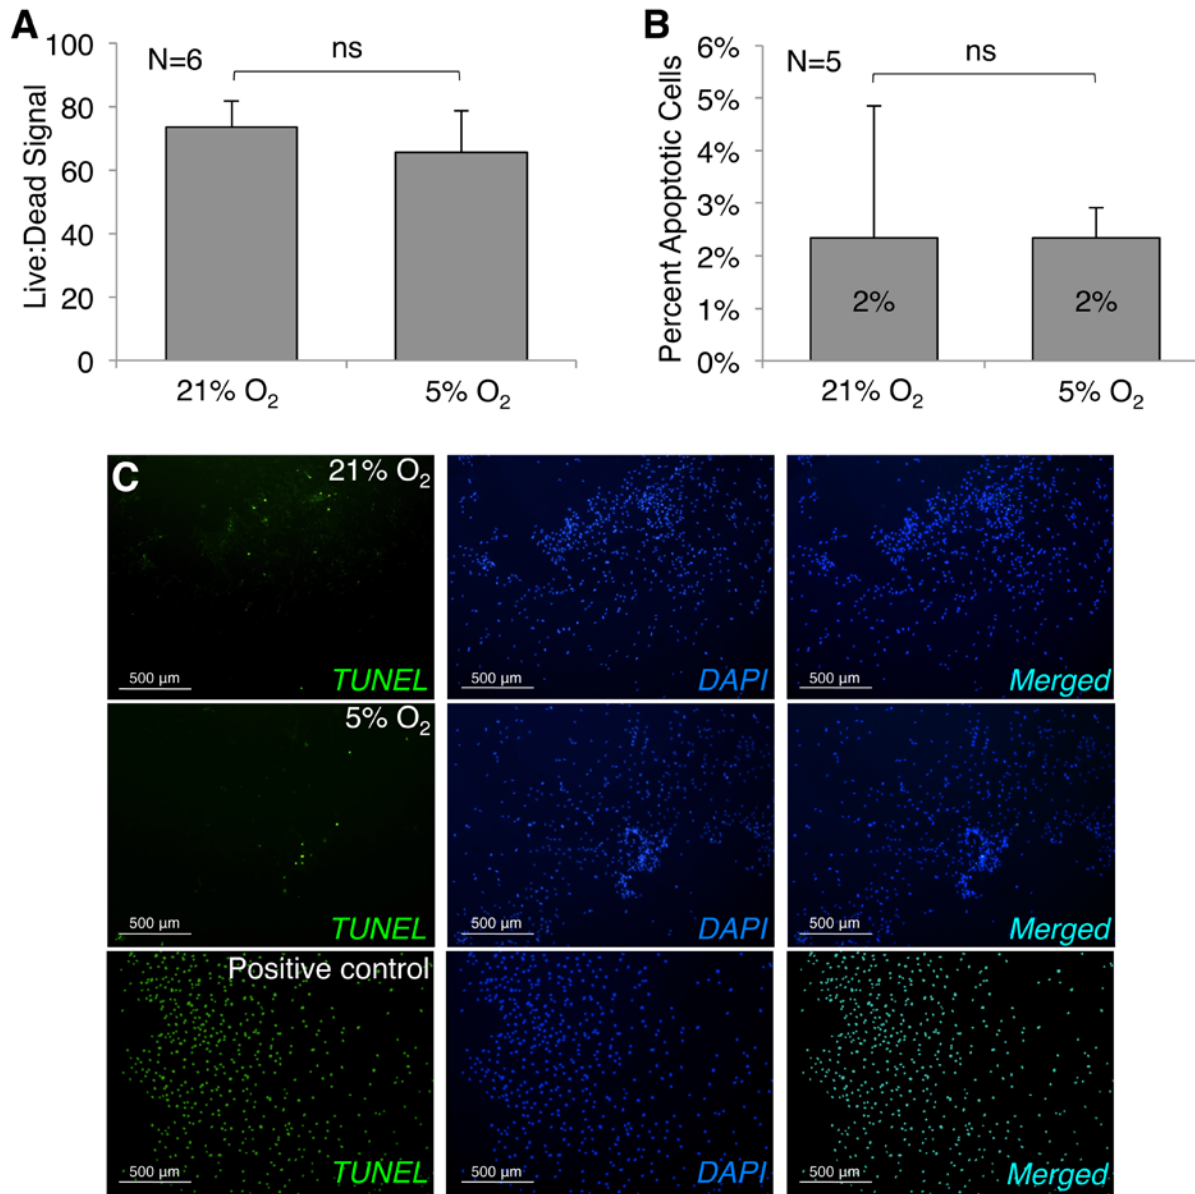 A
Live:Dead Signal
100
80
60
40
20
0
N=6
ns
21% O₂
5% O₂
B
Percent Apoptotic Cells
6%
5%
4%
3%
2%
1%
0%
N=5
ns
2%
2%
21% O₂
5% O₂
C
21% O₂
500 µm
TUNEL
500 µm
DAPI
500 µm
Merged
5% O₂
500 µm
TUNEL
500 µm
DAPI
500 µm
Merged
Positive control
500 µm
TUNEL
500 µm
DAPI
500 µm
Merged